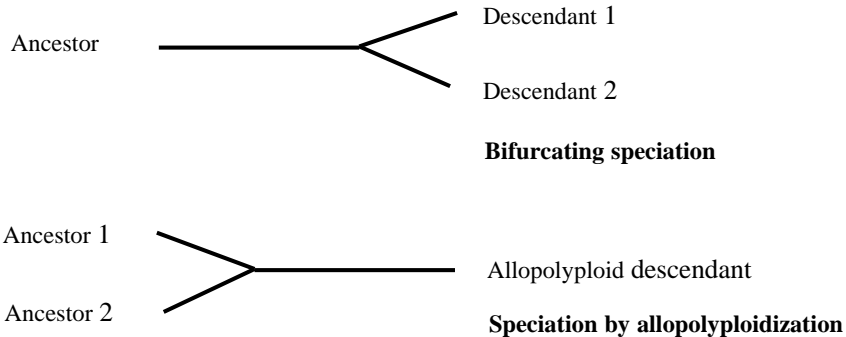 Descendant 1
Ancestor
Descendant 2
Bifurcating speciation
Ancestor 1
Allopolyploid descendant
Ancestor 2
Speciation by allopolyploidization